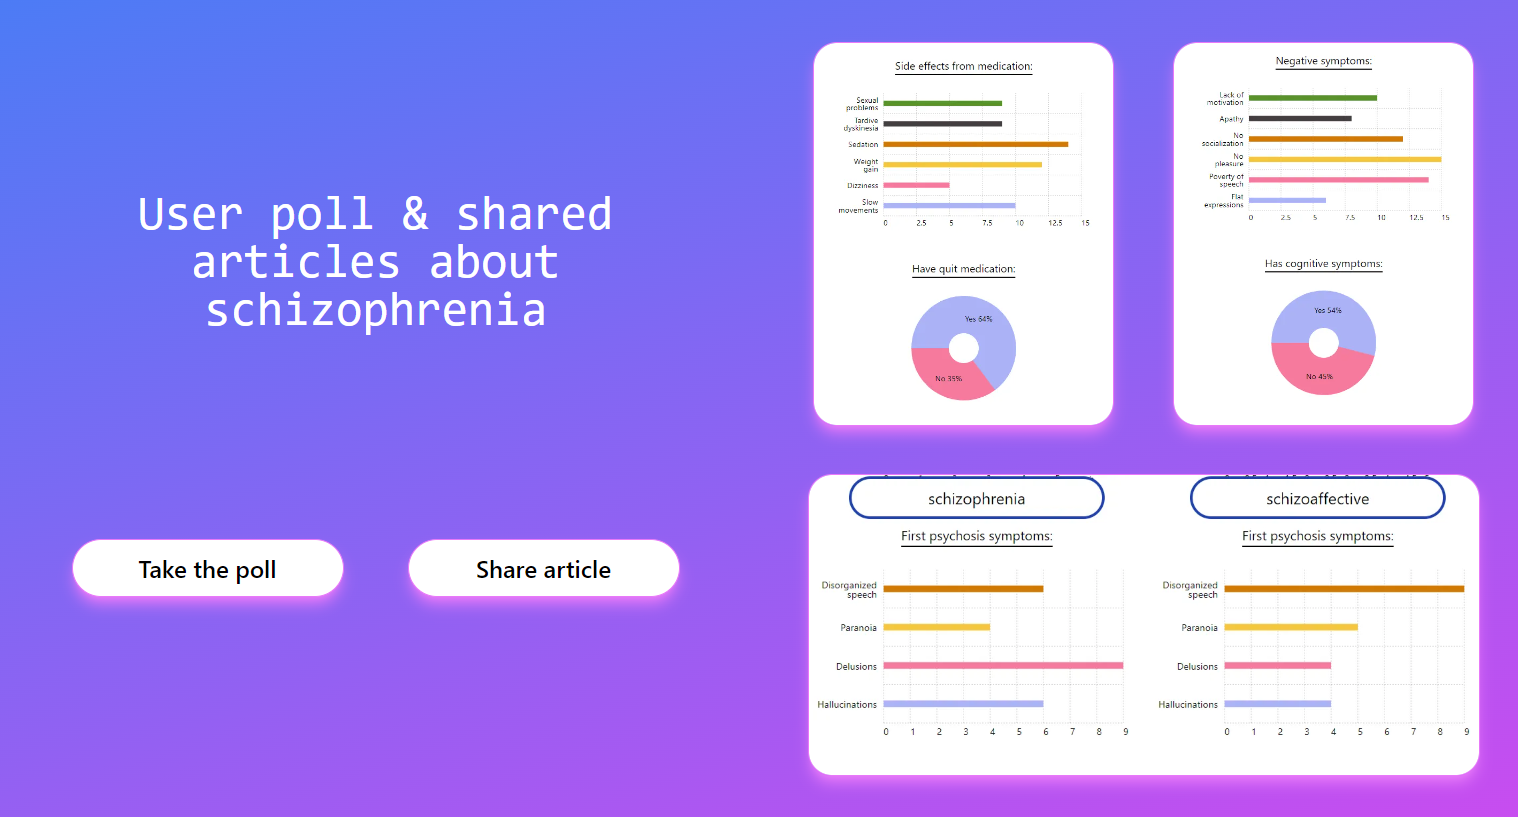 User poll & shared
articles about
schizophrenia
Take the poll
Share article
Side effects from medication:
Sexual
problems
Tardive
dyskinesia
Sedation
Weight
gain
Dizziness
Slow
movements
0 2.5 5 7.5 10 12.5 15
Have quit medication:
Yes 64%
No 35%
Negative symptoms:
Lack of
motivation
Apathy
No
socialization
No
pleasure
Poverty of
speech
Flat
expressions
0 2.5 5 7.5 10 12.5 15
Has cognitive symptoms:
Yes 54%
No 45%
schizophrenia
First psychosis symptoms:
Disorganized
speech
Paranoia
Delusions
Hallucinations
0 1 2 3 4 5 6 7 8 9
schizoaffective
First psychosis symptoms:
Disorganized
speech
Paranoia
Delusions
Hallucinations
0 1 2 3 4 5 6 7 8 9